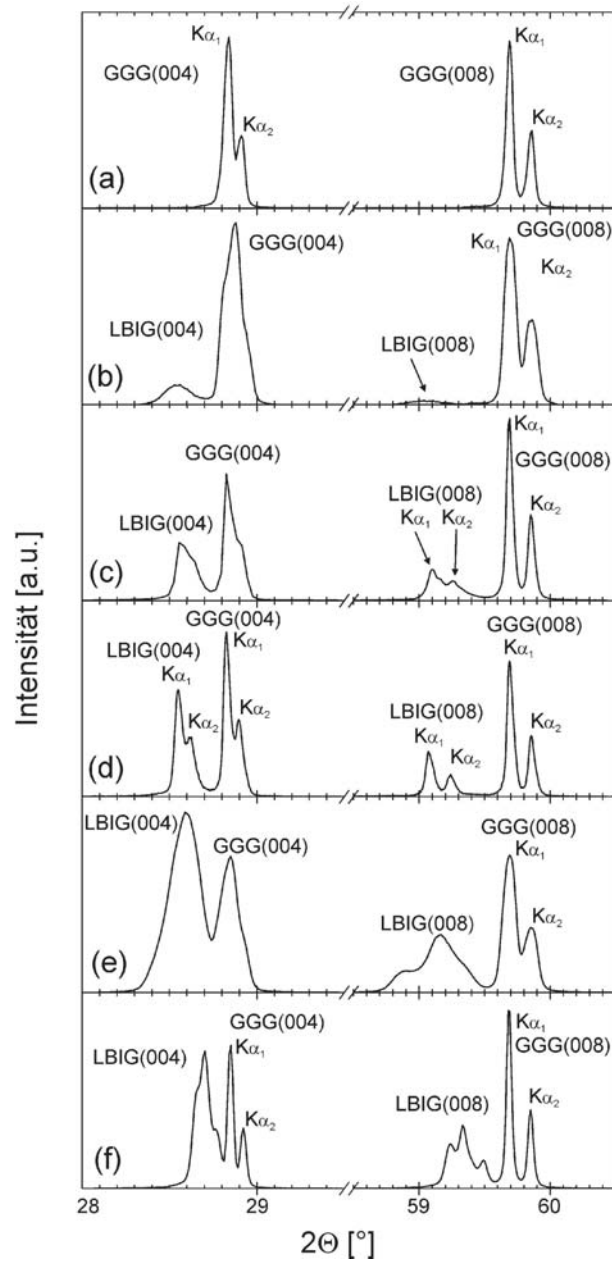 Kα₁ Kα₁
GGG(004) GGG(008)
Kα₂ Kα₂
(a)
GGG(004) Kα₁ GGG(008)
Kα₂
LBIG(004) LBIG(008)
(b)
GGG(004) Kα₁
GGG(008)
LBIG(004) LBIG(008)
Kα₁ Kα₂ Kα₂
(c)
GGG(004) GGG(008)
LBIG(004) Kα₁ Kα₁
Kα₁ LBIG(008)
Kα₂ Kα₂ Kα₁ Kα₂
Kα₂
(d)
LBIG(004) GGG(004) GGG(008)
Kα₁
LBIG(008) Kα₂
(e)
GGG(004) Kα₁
LBIG(004) Kα₁ GGG(008)
Kα₂ LBIG(008) Kα₂
(f)
28 29 59 60
2Θ [°]
Intensität [a.u.]